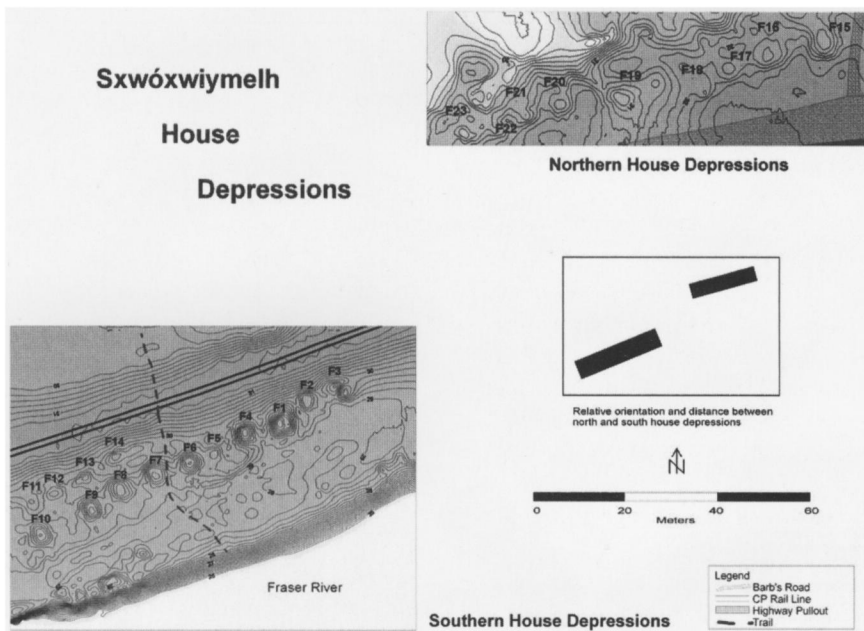 Sxwóxwiymelh
House
Depressions
F16
F15
F17
F18
F19
F20
F21
F23
F22
Northern House Depressions
Relative orientation and distance between
north and south house depressions
N
0 20 40 60
Meters
F3
F2
F1
F4
F5
F6
F14
F7
F13
F8
F12
F11
F9
F10
Fraser River
Southern House Depressions
Legend
Barb's Road
CP Rail Line
Highway Pullout
Trail